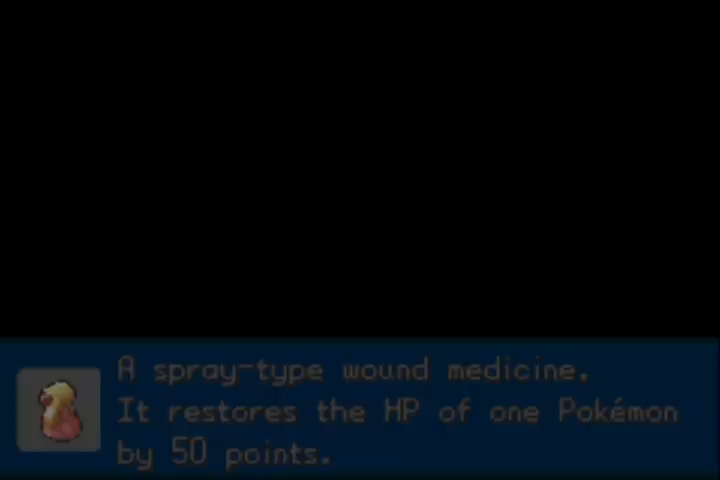 A spray-type wound medicine.
It restores the HP of one Pokémon
by 50 points.